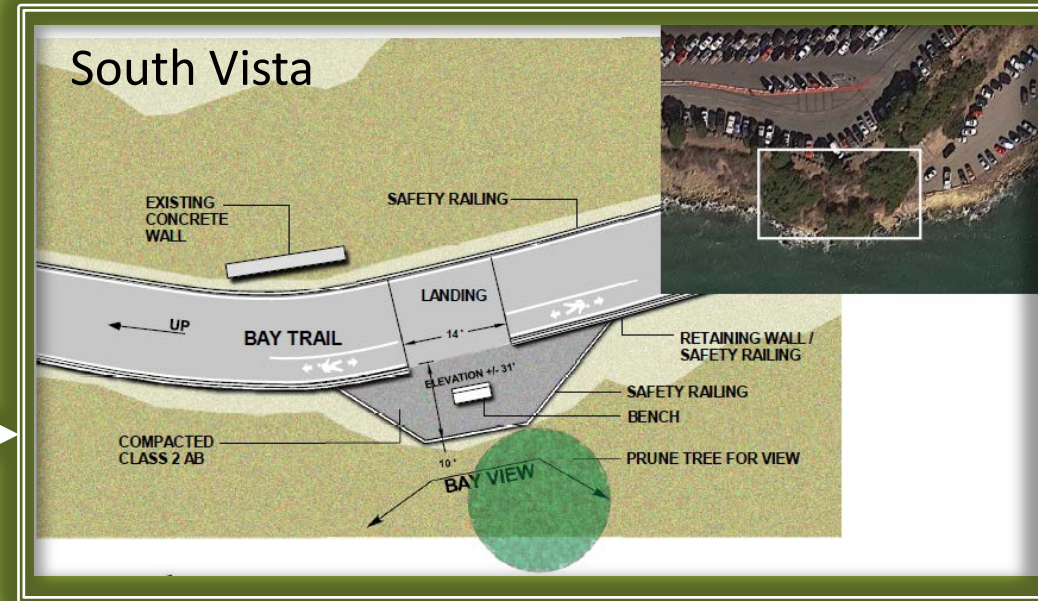 South Vista
EXISTING
CONCRETE
WALL
SAFETY RAILING
LANDING
UP
BAY TRAIL
14'
RETAINING WALL /
SAFETY RAILING
ELEVATION +/- 31'
SAFETY RAILING
BENCH
COMPACTED
CLASS 2 AB
10'
BAY VIEW
PRUNE TREE FOR VIEW